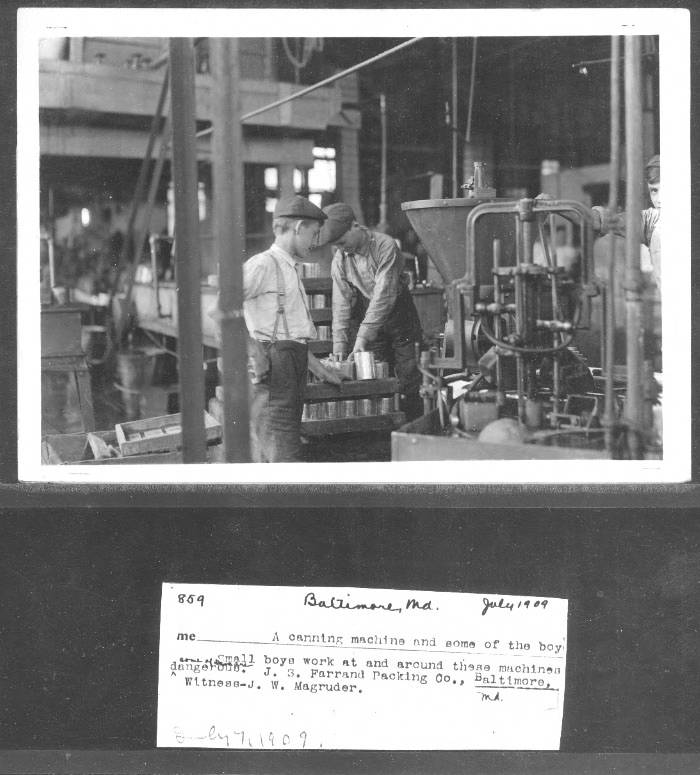 859 Baltimore, Md. July 1909
me A canning machine and some of the boy
Small boys work at and around these machines
dangerous. J. S. Farrand Packing Co., Baltimore,
Witness-J. W. Magruder. Md.
July 7, 1909.